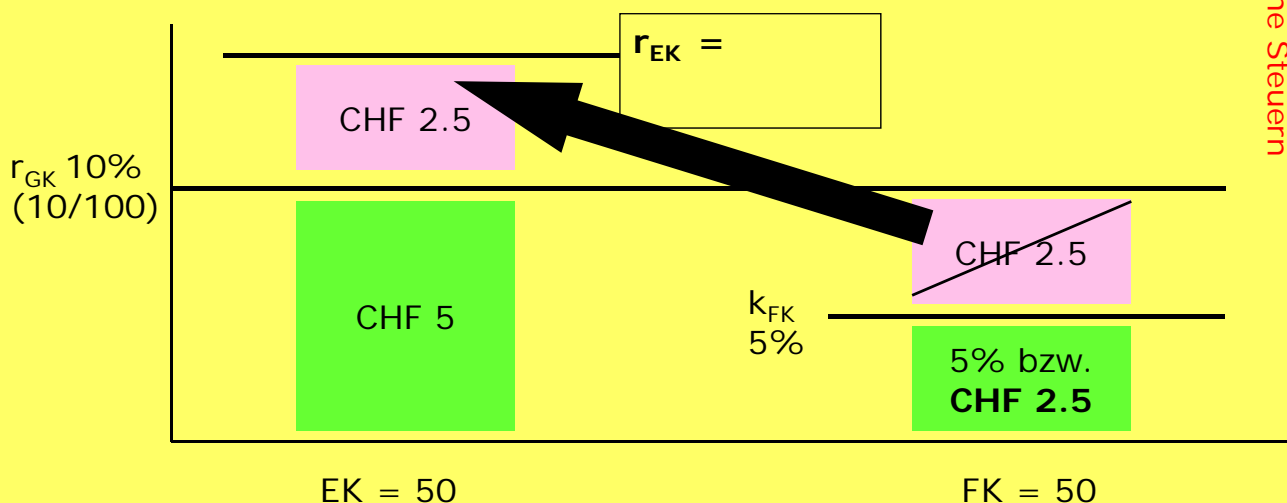 r_EK =
CHF 2.5
r_GK 10%
(10/100)
CHF 2.5
CHF 5
k_FK
5%
5% bzw.
CHF 2.5
EK = 50
FK = 50
ne Steuern